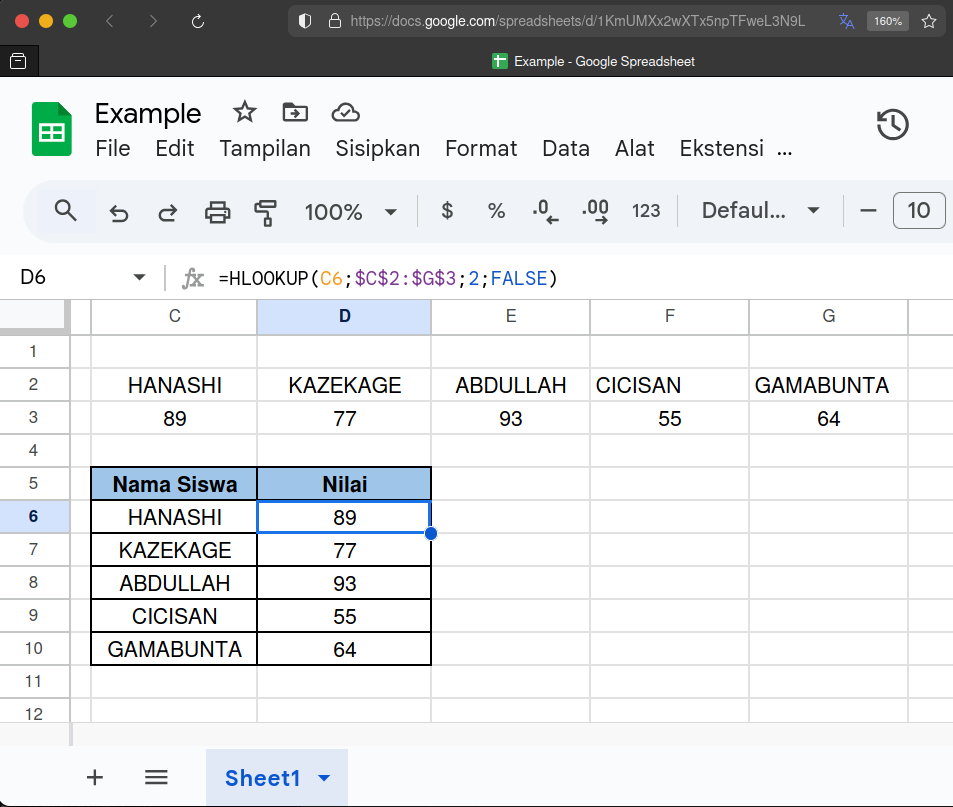 https://docs.google.com/spreadsheets/d/1KmUMXx2wXTx5npTFweL3N9L 160%
Example - Google Spreadsheet
Example
File Edit Tampilan Sisipkan Format Data Alat Ekstensi ...
100% $ % .0 .00 123 Defaul... 10
D6 fx =HLOOKUP(C6;$C$2:$G$3;2;FALSE)
C D E F G
1
2 HANASHI KAZEKAGE ABDULLAH CICISAN GAMABUNTA
3 89 77 93 55 64
4
5 Nama Siswa Nilai
6 HANASHI 89
7 KAZEKAGE 77
8 ABDULLAH 93
9 CICISAN 55
10 GAMABUNTA 64
11
12
Sheet1